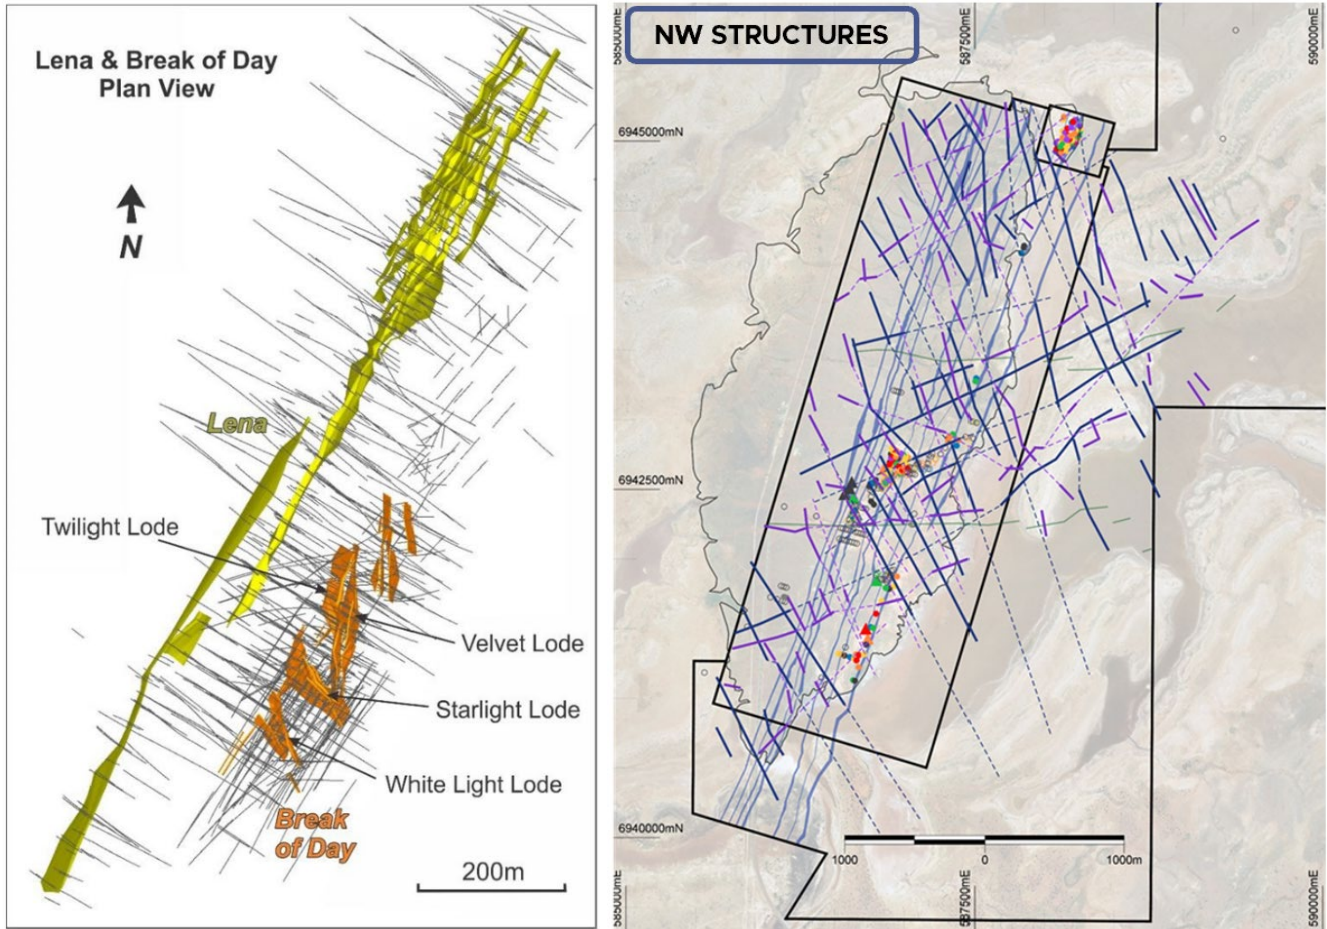 Lena & Break of Day
Plan View
N
Lena
Twilight Lode
Velvet Lode
Starlight Lode
White Light Lode
Break
of Day
200m
NW STRUCTURES
585000mE
587500mE
590000mE
6945000mN
6942500mN
6940000mN
1000
0
1000m
585000mE
587500mE
590000mE